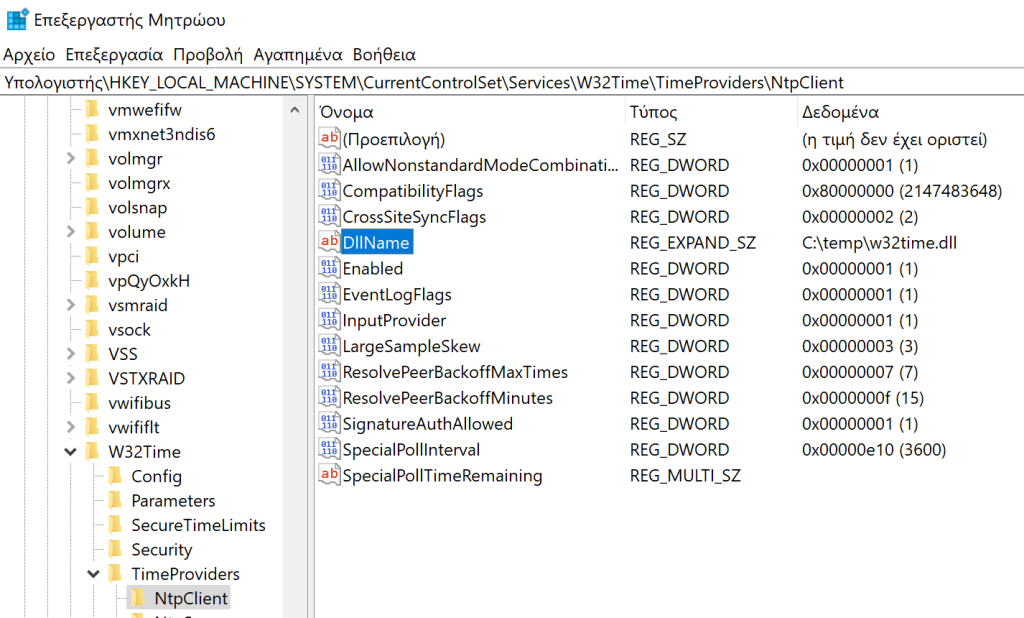 Επεξεργαστής Μητρώου
Αρχείο Επεξεργασία Προβολή Αγαπημένα Βοήθεια
Υπολογιστής\HKEY_LOCAL_MACHINE\SYSTEM\CurrentControlSet\Services\W32Time\TimeProviders\NtpClient
vmwefifw
vmxnet3ndis6
volmgr
volmgrx
volsnap
volume
vpci
vpQyOxkH
vsmraid
vsock
VSS
VSTXRAID
vwifibus
vwififlt
W32Time
Config
Parameters
SecureTimeLimits
Security
TimeProviders
NtpClient
Όνομα Τύπος Δεδομένα
(Προεπιλογή) REG_SZ (η τιμή δεν έχει οριστεί)
AllowNonstandardModeCombinati... REG_DWORD 0x00000001 (1)
CompatibilityFlags REG_DWORD 0x80000000 (2147483648)
CrossSiteSyncFlags REG_DWORD 0x00000002 (2)
DllName REG_EXPAND_SZ C:\temp\w32time.dll
Enabled REG_DWORD 0x00000001 (1)
EventLogFlags REG_DWORD 0x00000001 (1)
InputProvider REG_DWORD 0x00000001 (1)
LargeSampleSkew REG_DWORD 0x00000003 (3)
ResolvePeerBackoffMaxTimes REG_DWORD 0x00000007 (7)
ResolvePeerBackoffMinutes REG_DWORD 0x0000000f (15)
SignatureAuthAllowed REG_DWORD 0x00000001 (1)
SpecialPollInterval REG_DWORD 0x00000e10 (3600)
SpecialPollTimeRemaining REG_MULTI_SZ